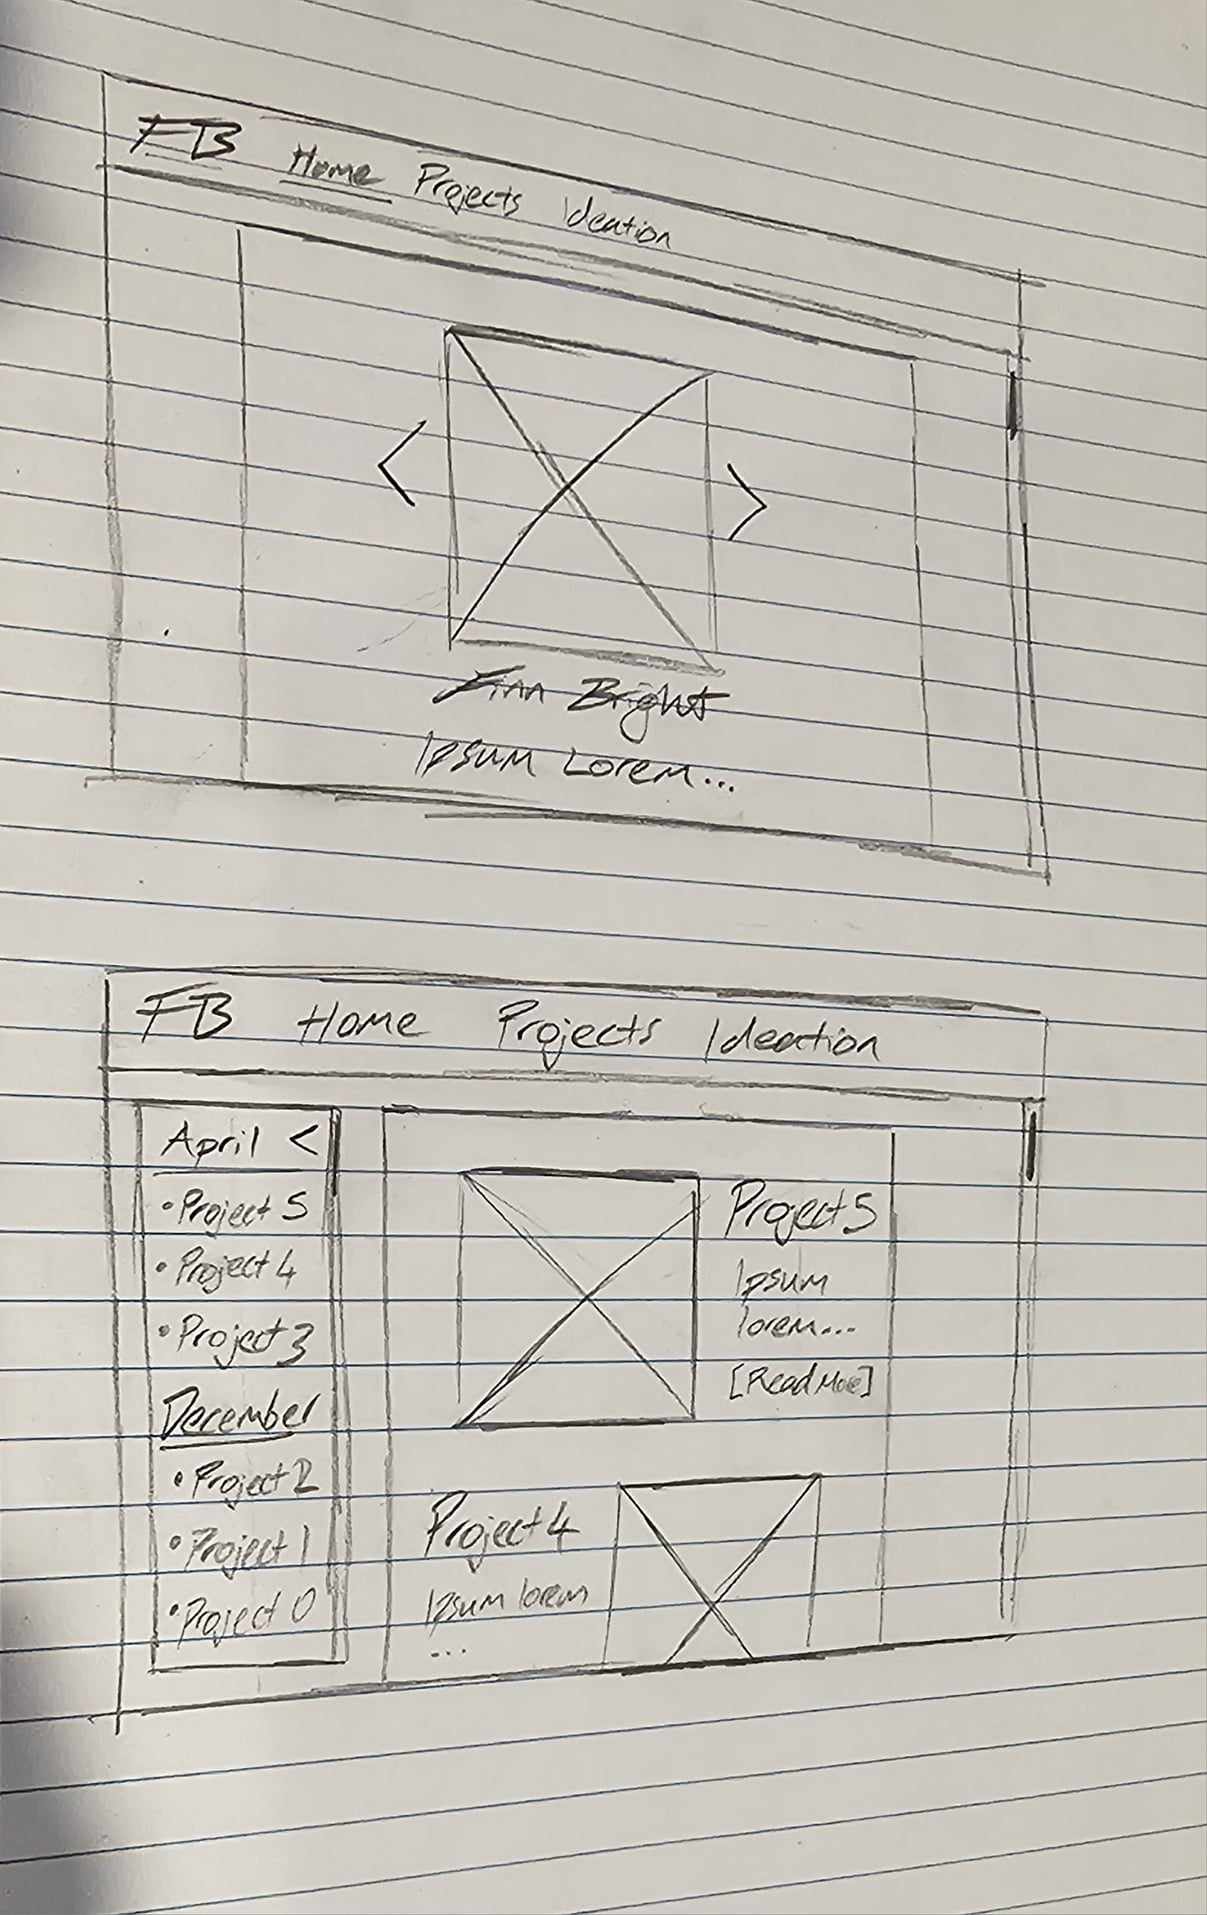 FB Home Projects Ideation
<
>
Finn Bright
Ipsum Lorem...
FB Home Projects Ideation
April <
• Project 5
• Project 4
• Project 3
December
• Project 2
• Project 1
• Project 0
Project 5
Ipsum
lorem...
[Read More]
Project 4
Ipsum lorem
...